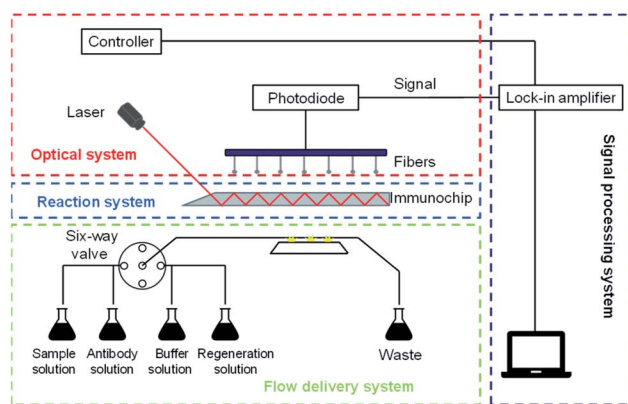 Controller
Laser
Photodiode
Signal
Lock-in amplifier
Optical system
Fibers
Reaction system
Immunochip
Signal processing system
Six-way
valve
Sample
solution
Antibody
solution
Buffer
solution
Regeneration
solution
Waste
Flow delivery system